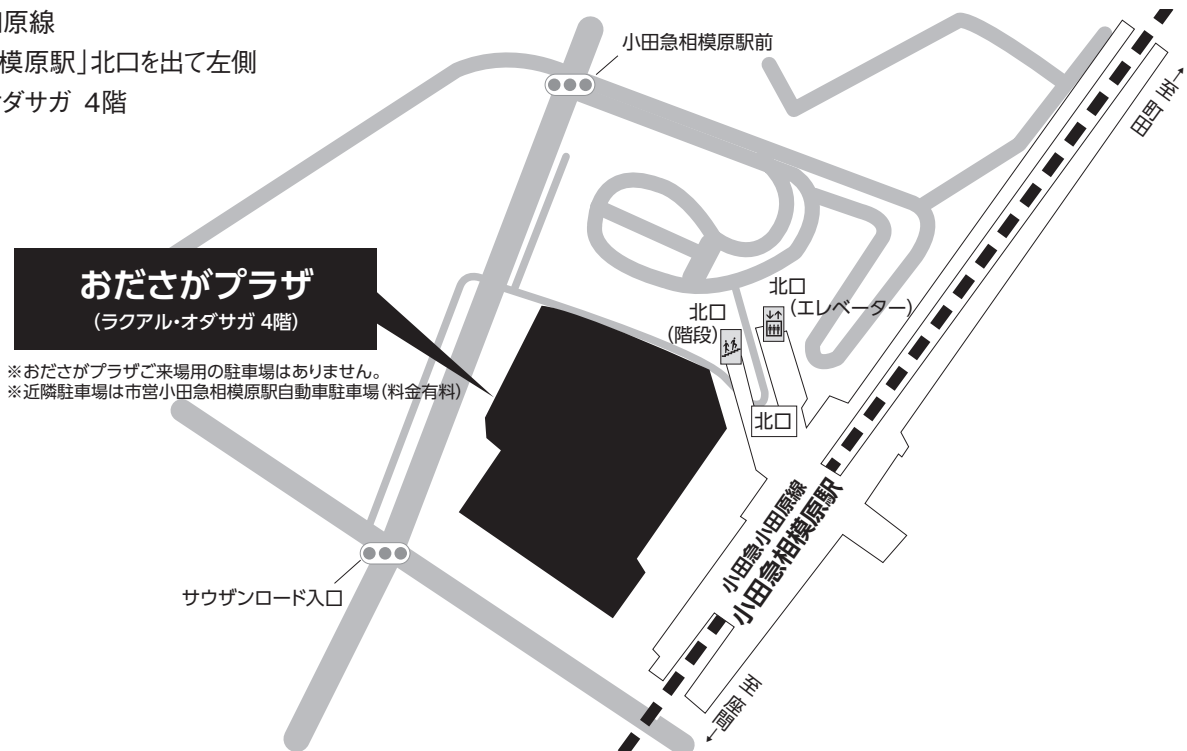 原線
模原駅」北口を出て左側
ダサガ 4階
小田急相模原駅前
至 町田
おださがプラザ
(ラクアル・オダサガ 4階)
※おださがプラザご来場用の駐車場はありません。
※近隣駐車場は市営小田急相模原駅自動車駐車場(料金有料)
北口
(階段)
北口
(エレベーター)
北口
小田急小田原線
小田急相模原駅
サウザンロード入口
至 座間